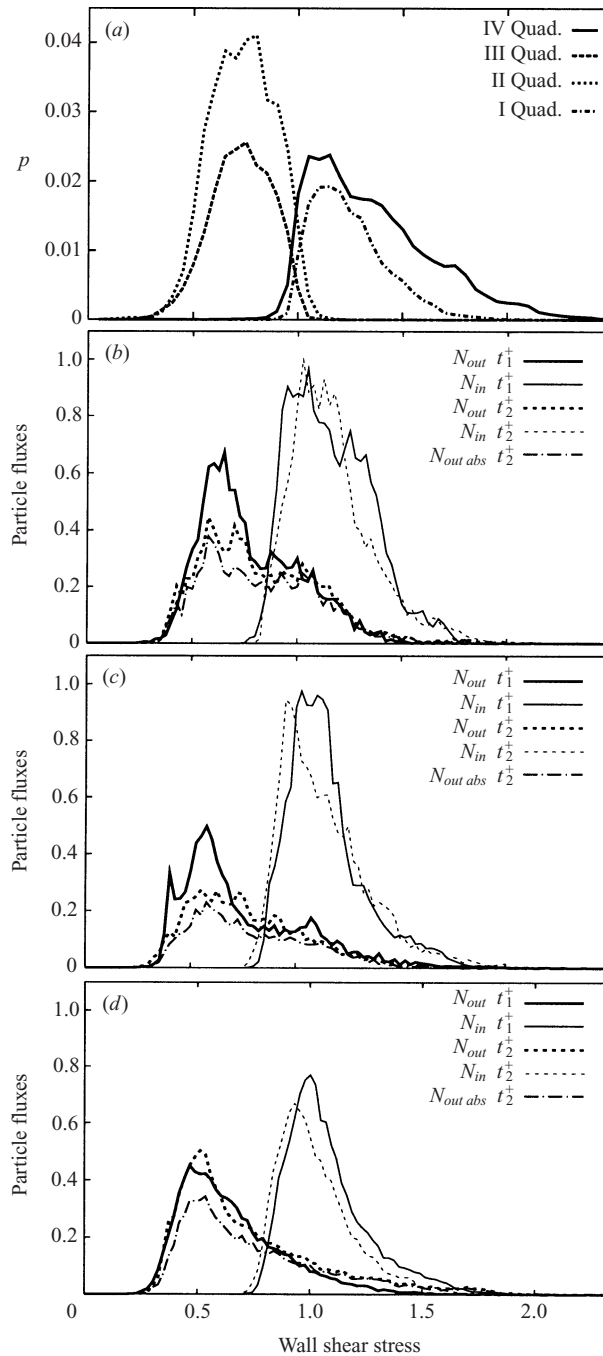 (a)
IV Quad.
III Quad.
II Quad.
I Quad.
0.04
0.03
p
0.02
0.01
0
(b)
N_out t_1^+
N_in t_1^+
N_out t_2^+
N_in t_2^+
N_out abs t_2^+
1.0
0.8
0.6
0.4
0.2
0
Particle fluxes
(c)
N_out t_1^+
N_in t_1^+
N_out t_2^+
N_in t_2^+
N_out abs t_2^+
1.0
0.8
0.6
0.4
0.2
0
Particle fluxes
(d)
N_out t_1^+
N_in t_1^+
N_out t_2^+
N_in t_2^+
N_out abs t_2^+
1.0
0.8
0.6
0.4
0.2
Particle fluxes
0 0.5 1.0 1.5 2.0
Wall shear stress